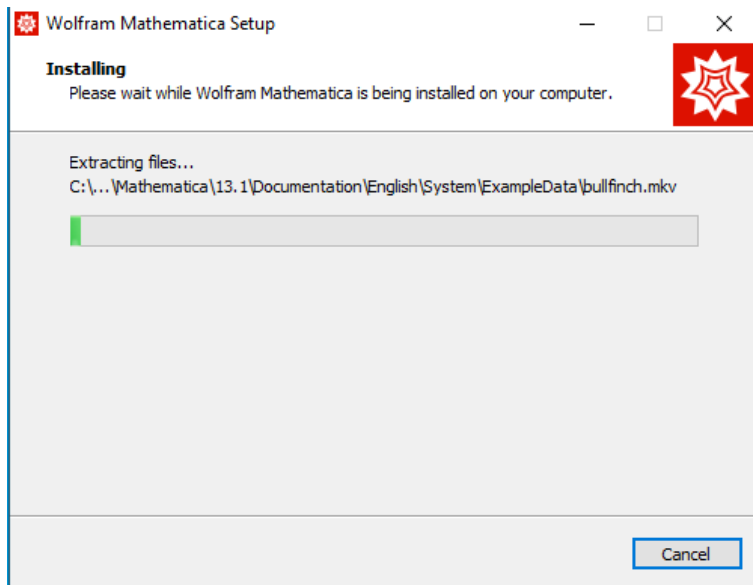 Wolfram Mathematica Setup
Installing
Please wait while Wolfram Mathematica is being installed on your computer.
Extracting files...
C:\...\Mathematica\13.1\Documentation\English\System\ExampleData\bullfinch.mkv
Cancel